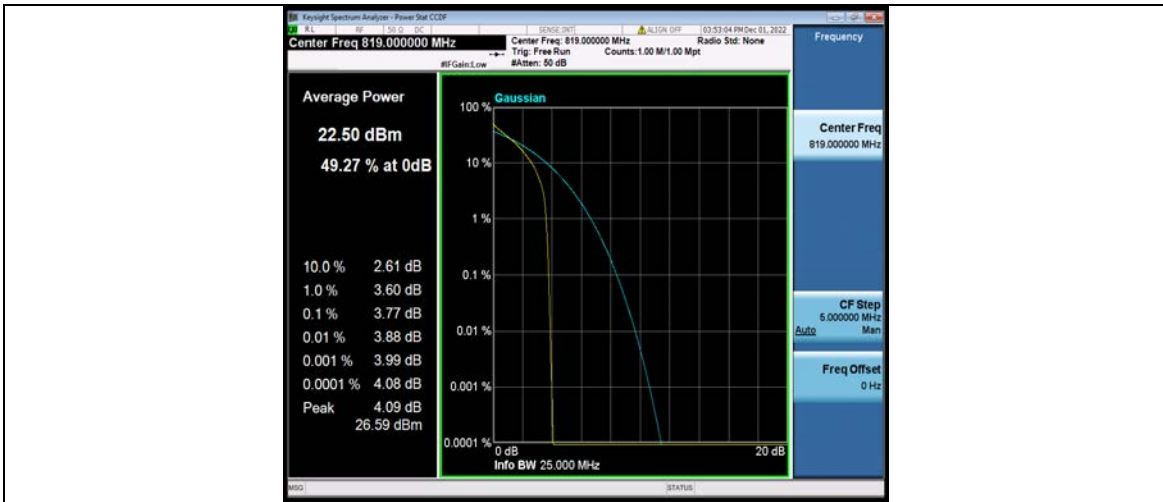 Keysight Spectrum Analyzer - Power Stat CCDF
RL RF 50 Ω DC SENSE:INT ALIGN OFF 03:53:04 PM Dec 01, 2022
Center Freq 819.000000 MHz
Center Freq: 819.000000 MHz Radio Std: None
Trig: Free Run Counts:1.00 M/1.00 Mpt
#IFGain:Low #Atten: 50 dB
Frequency
Average Power
22.50 dBm
49.27 % at 0dB
10.0 % 2.61 dB
1.0 % 3.60 dB
0.1 % 3.77 dB
0.01 % 3.88 dB
0.001 % 3.99 dB
0.0001 % 4.08 dB
Peak 4.09 dB
26.59 dBm
Gaussian
100 %
10 %
1 %
0.1 %
0.01 %
0.001 %
0.0001 %
0 dB 20 dB
Info BW 25.000 MHz
Center Freq
819.000000 MHz
CF Step
5.000000 MHz
Auto Man
Freq Offset
0 Hz
MSG STATUS